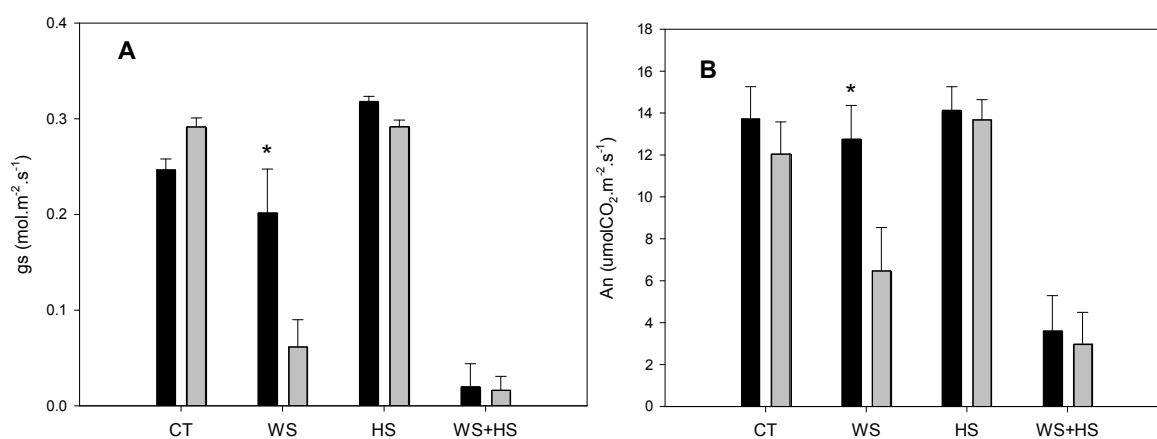 A
gs (mol.m⁻².s⁻¹)
0.4
0.3
0.2
0.1
0.0
*
CT WS HS WS+HS
B
An (umolCO₂.m⁻².s⁻¹)
18
16
14
12
10
8
6
4
2
0
*
CT WS HS WS+HS